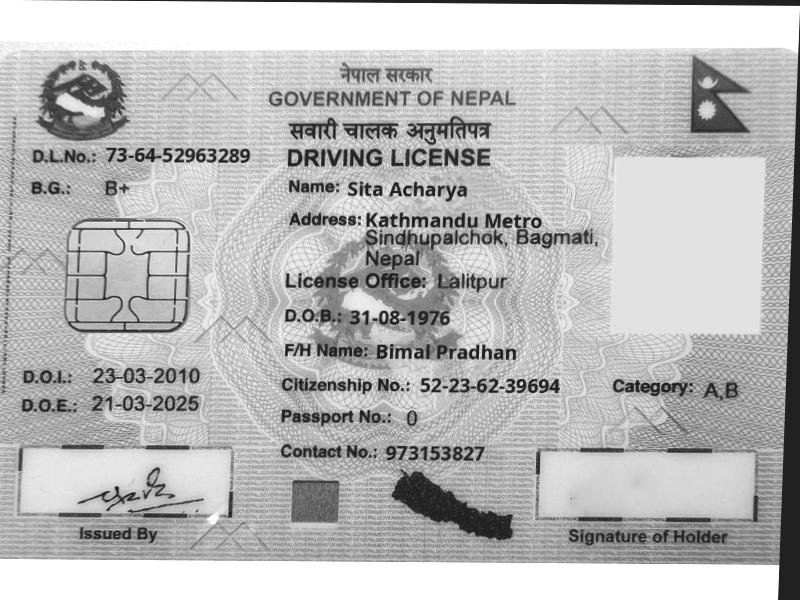 नेपाल सरकार
GOVERNMENT OF NEPAL
सवारी चालक अनुमतिपत्र
DRIVING LICENSE
D.L.No.: 73-64-52963289
B.G.: B+
Name: Sita Acharya
Address: Kathmandu Metro
Sindhupalchok, Bagmati,
Nepal
License Office: Lalitpur
D.O.B.: 31-08-1976
F/H Name: Bimal Pradhan
D.O.I.: 23-03-2010
Citizenship No.: 52-23-62-39694
Category: A,B
D.O.E.: 21-03-2025
Passport No.: 0
Contact No.: 973153827
Issued By
Signature of Holder